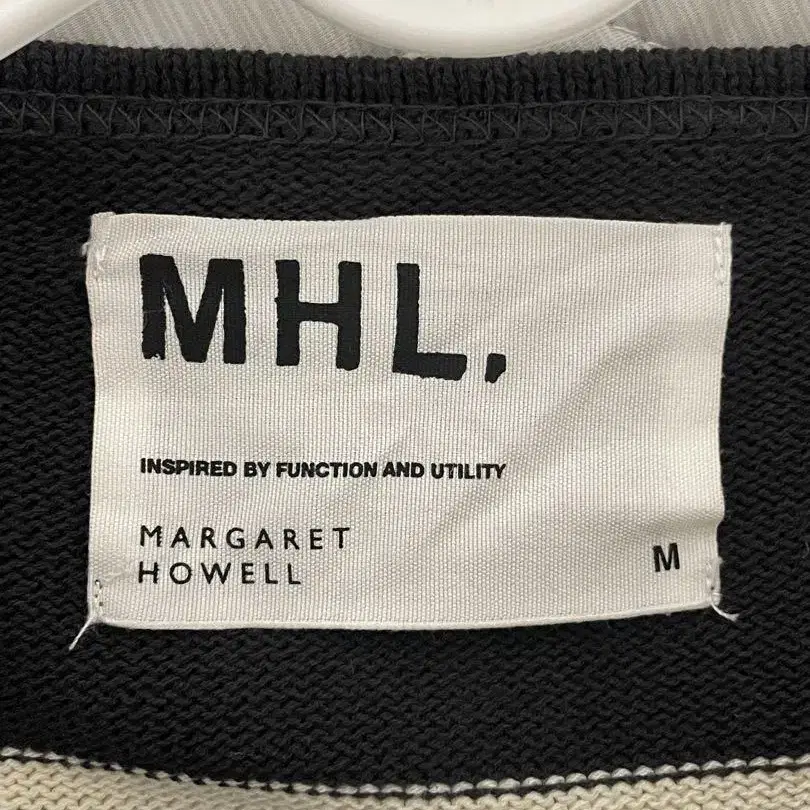 MHL.
INSPIRED BY FUNCTION AND UTILITY
MARGARET
HOWELL
M